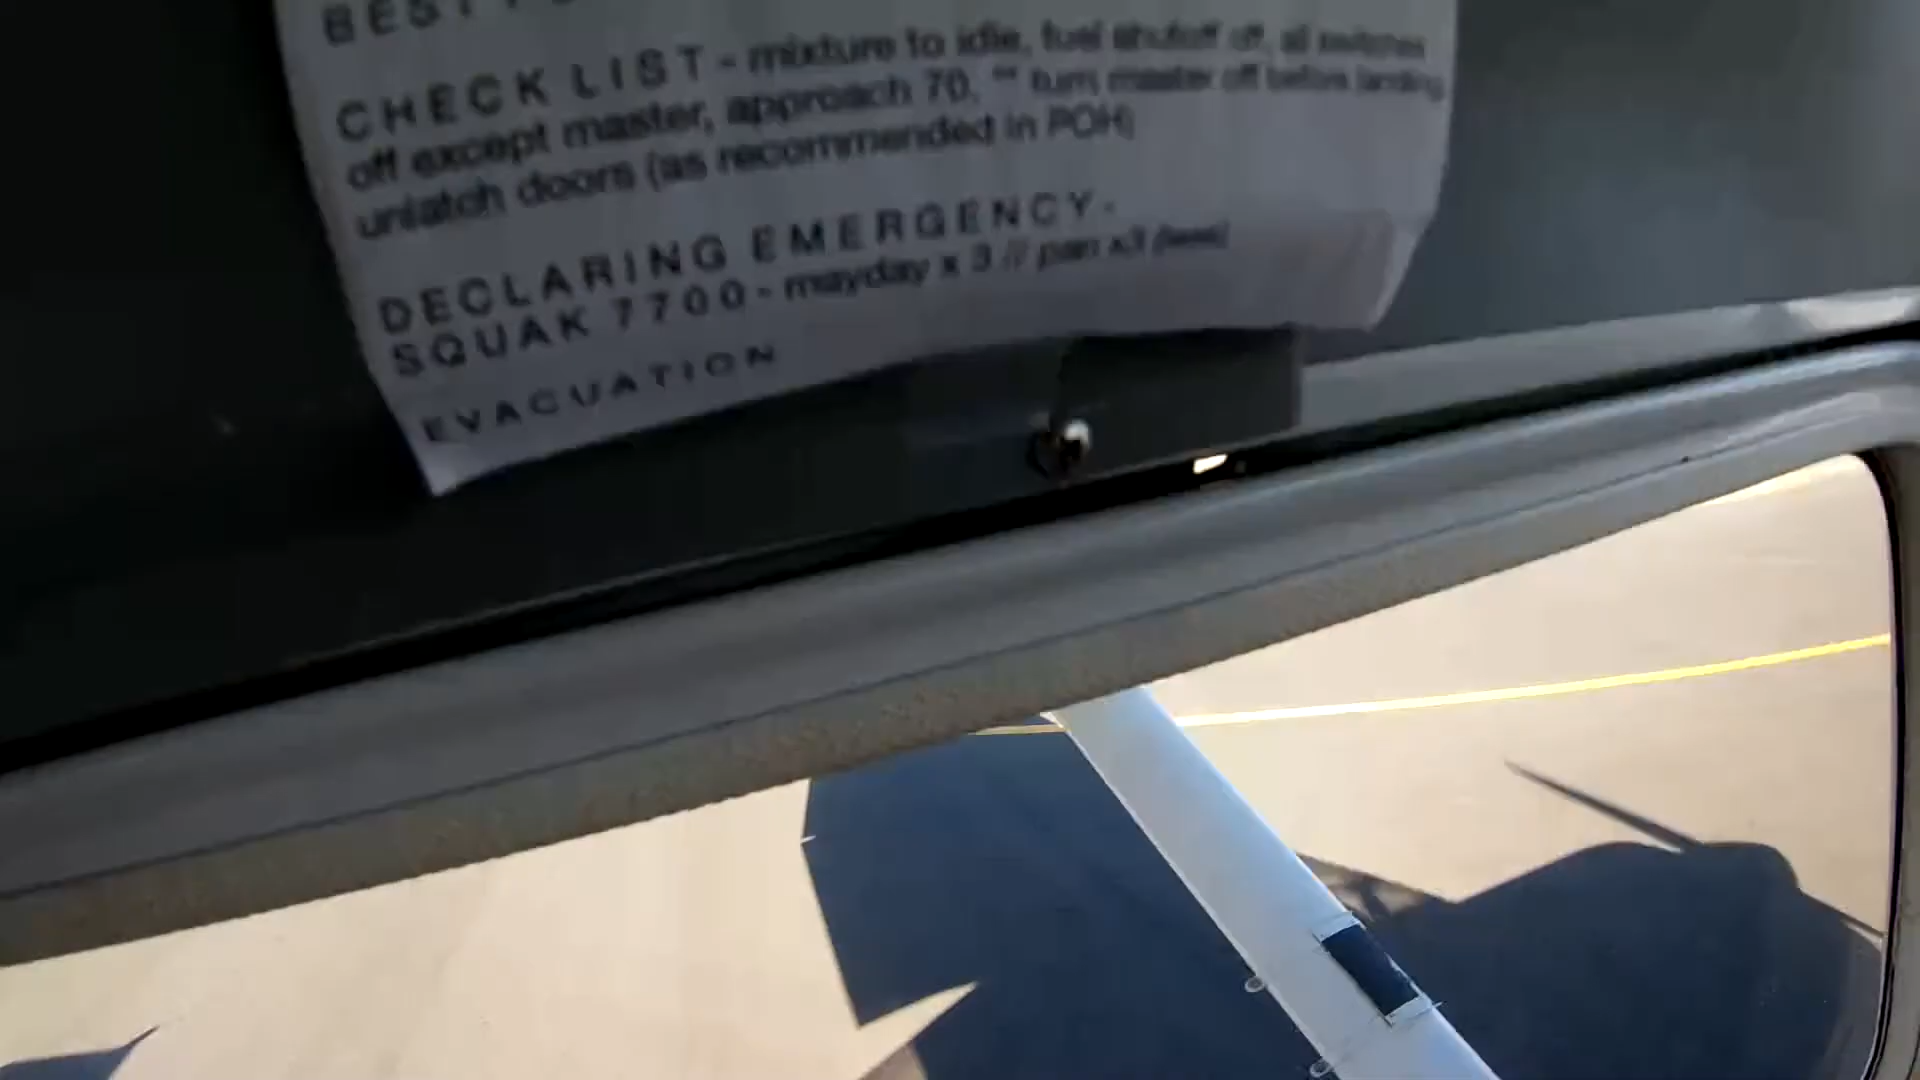 CHECK LIST - mixture to idle, fuel shutoff off, all switches
off except master, approach 70, ** turn master off before landing
unlatch doors (as recommended in POH)
DECLARING EMERGENCY-
SQUAK 7700 - mayday x 3 // pan x3 (less)
EVACUATION